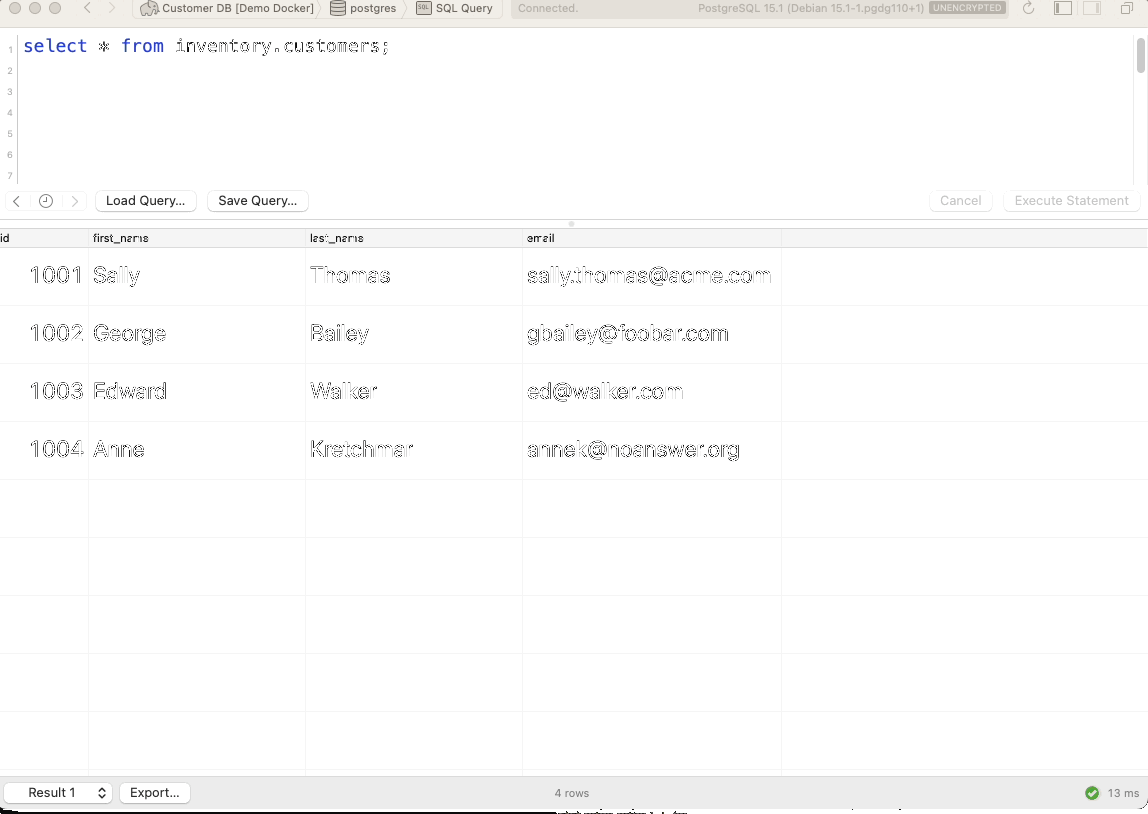 Customer DB [Demo Docker] postgres SQL Query Connected. PostgreSQL 15.1 (Debian 15.1-1.pgdg110+1) UNENCRYPTED
1 select * from inventory.customers;
2
3
4
5
6
7
Load Query... Save Query... Cancel Execute Statement
id first_name last_name email
1001 Sally Thomas sally.thomas@acme.com
1002 George Bailey gbailey@foobar.com
1003 Edward Walker ed@walker.com
1004 Anne Kretchmar annek@noanswer.org
Result 1 Export... 4 rows 13 ms